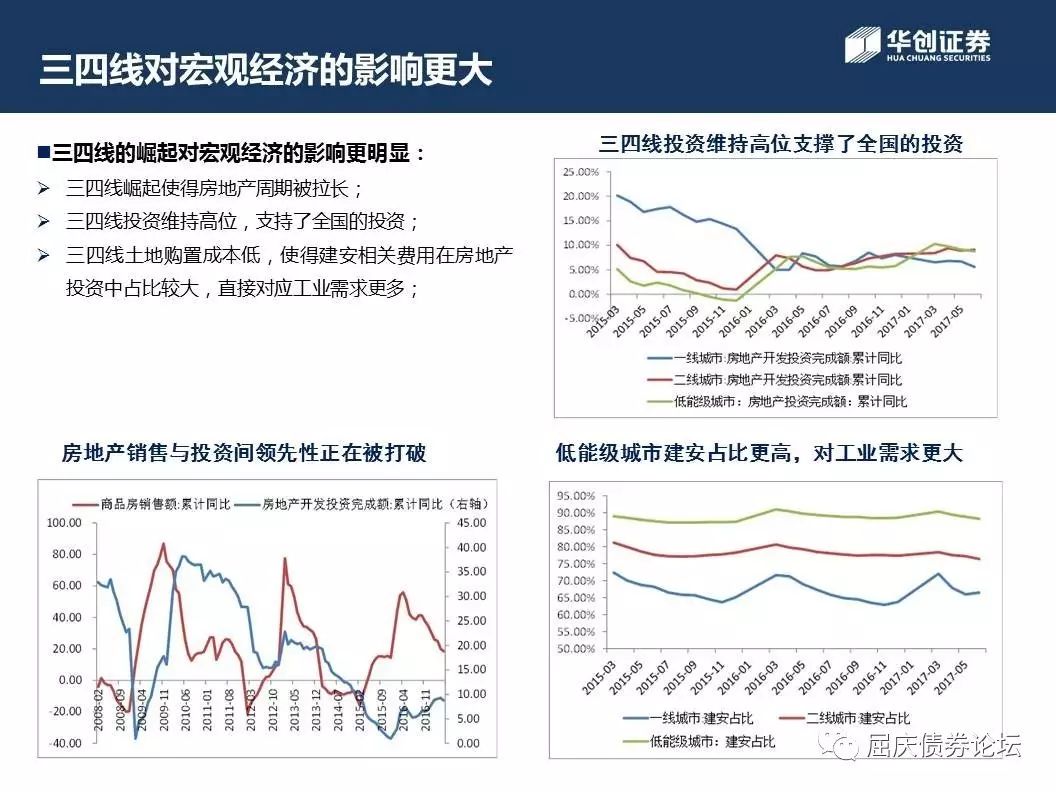 三四线对宏观经济的影响更大
华创证券
HUA CHUANG SECURITIES
■三四线的崛起对宏观经济的影响更明显：
➢ 三四线崛起使得房地产周期被拉长；
➢ 三四线投资维持高位，支持了全国的投资；
➢ 三四线土地购置成本低，使得建安相关费用在房地产
投资中占比较大，直接对应工业需求更多；
三四线投资维持高位支撑了全国的投资
25.00%
20.00%
15.00%
10.00%
5.00%
0.00%
-5.00%
2015-03 2015-05 2015-07 2015-09 2015-11 2016-01 2016-03 2016-05 2016-07 2016-09 2016-11 2017-01 2017-03 2017-05
一线城市:房地产开发投资完成额:累计同比
二线城市:房地产开发投资完成额:累计同比
低能级城市：房地产投资完成额：累计同比
房地产销售与投资间领先性正在被打破
商品房销售额:累计同比 房地产开发投资完成额:累计同比（右轴）
100.00
80.00
60.00
40.00
20.00
0.00
-20.00
-40.00
45.00
40.00
35.00
30.00
25.00
20.00
15.00
10.00
5.00
0.00
2008-02 2008-09 2009-04 2009-11 2010-06 2011-01 2011-08 2012-03 2012-10 2013-05 2013-12 2014-07 2015-02 2015-09 2016-04 2016-11
低能级城市建安占比更高，对工业需求更大
95.00%
90.00%
85.00%
80.00%
75.00%
70.00%
65.00%
60.00%
55.00%
50.00%
2015-03 2015-05 2015-07 2015-09 2015-11 2016-01 2016-03 2016-05 2016-07 2016-09 2016-11 2017-01 2017-03 2017-05
一线城市:建安占比 二线城市:建安占比
低能级城市：建安占比
屈庆债券论坛